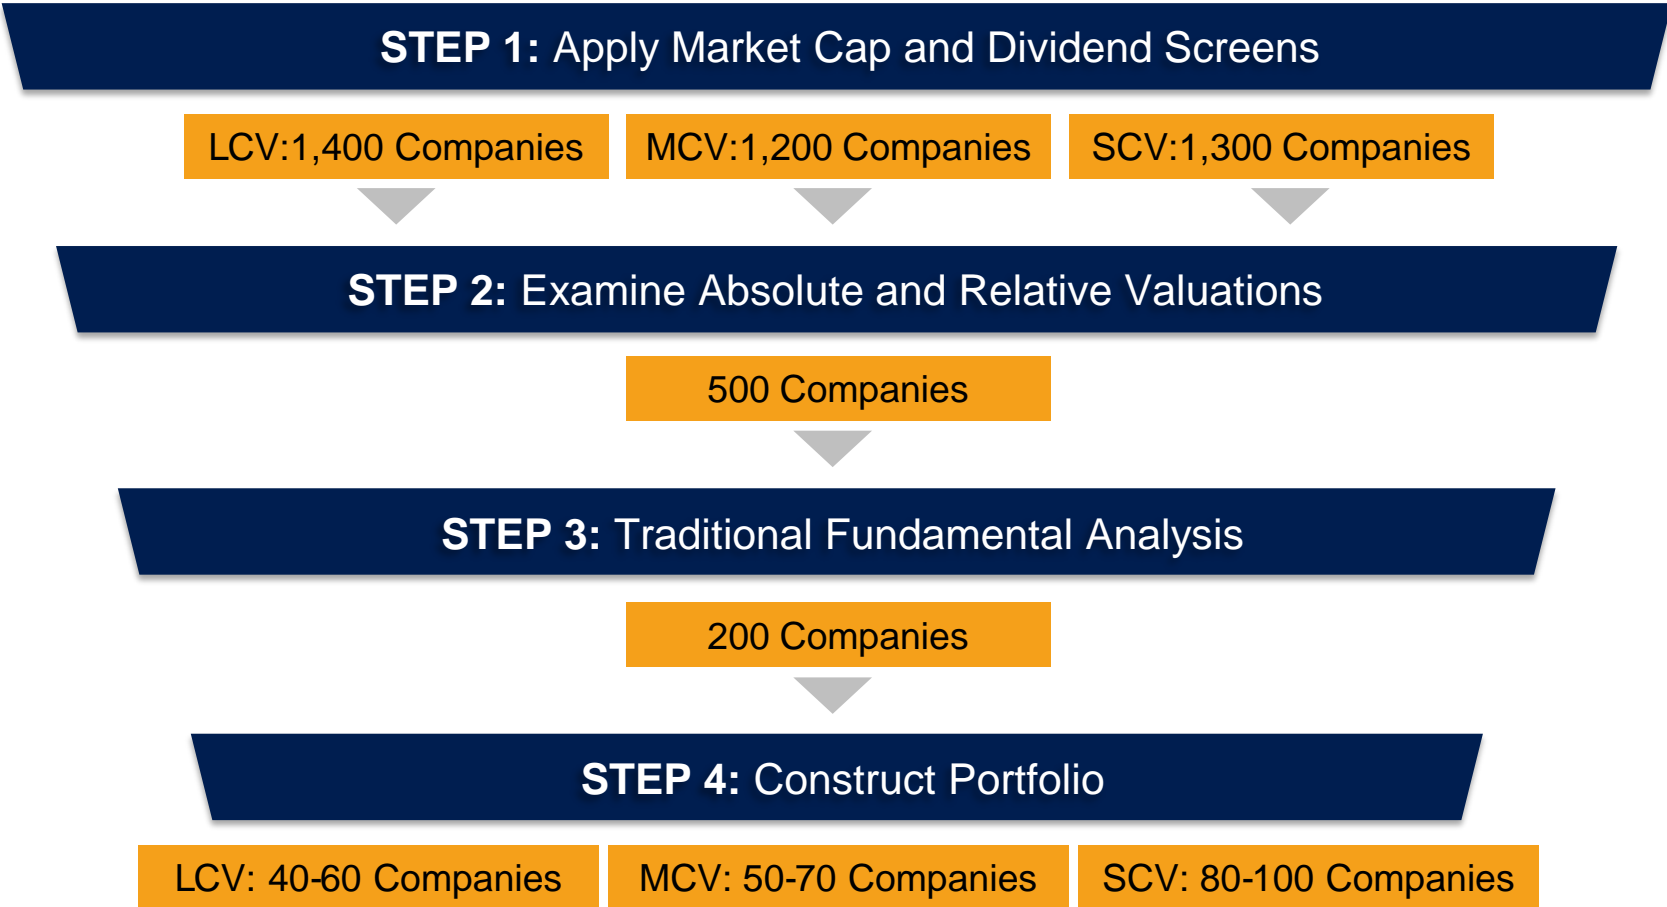 STEP 1: Apply Market Cap and Dividend Screens
LCV:1,400 Companies
MCV:1,200 Companies
SCV:1,300 Companies
STEP 2: Examine Absolute and Relative Valuations
500 Companies
STEP 3: Traditional Fundamental Analysis
200 Companies
STEP 4: Construct Portfolio
LCV: 40-60 Companies
MCV: 50-70 Companies
SCV: 80-100 Companies